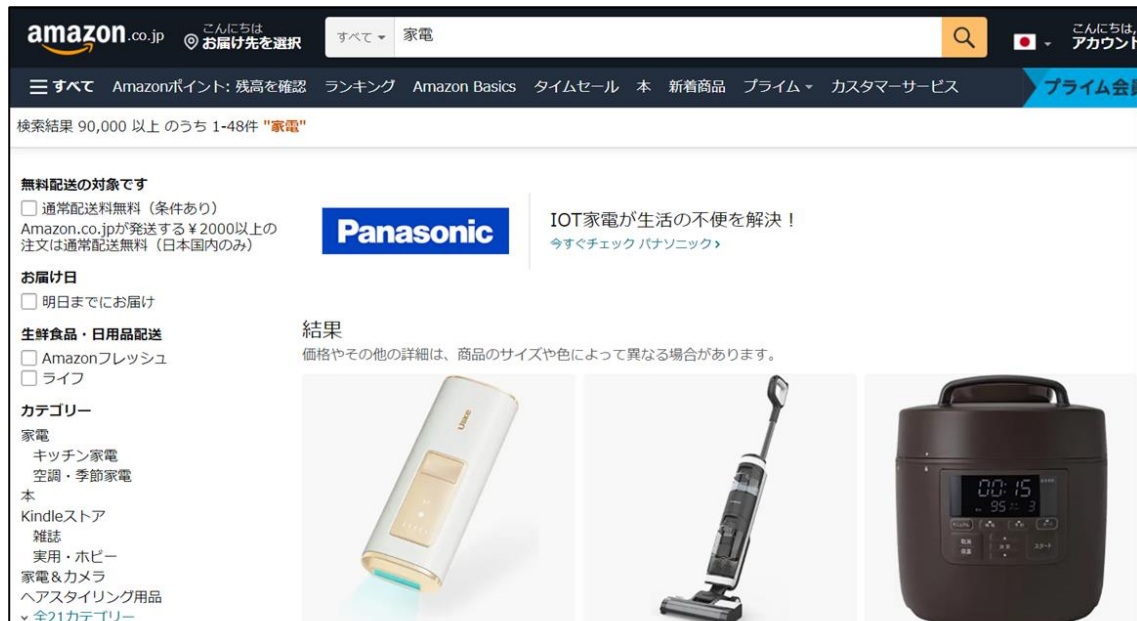 amazon.co.jp
こんにちは
お届け先を選択
すべて
家電
こんにちは,
アカウント
すべて
Amazonポイント: 残高を確認
ランキング
Amazon Basics
タイムセール
本
新着商品
プライム
カスタマーサービス
プライム会員
検索結果 90,000 以上 のうち 1-48件 "家電"
無料配送の対象です
通常配送料無料（条件あり）
Amazon.co.jpが発送する￥2000以上の
注文は通常配送無料（日本国内のみ）
お届け日
明日までにお届け
生鮮食品・日用品配送
Amazonフレッシュ
ライフ
カテゴリー
家電
キッチン家電
空調・季節家電
本
Kindleストア
雑誌
実用・ホビー
家電＆カメラ
ヘアスタイリング用品
全21カテゴリー
Panasonic
IOT家電が生活の不便を解決！
今すぐチェック パナソニック›
結果
価格やその他の詳細は、商品のサイズや色によって異なる場合があります。
Ulike
00:15
95
3
スタート